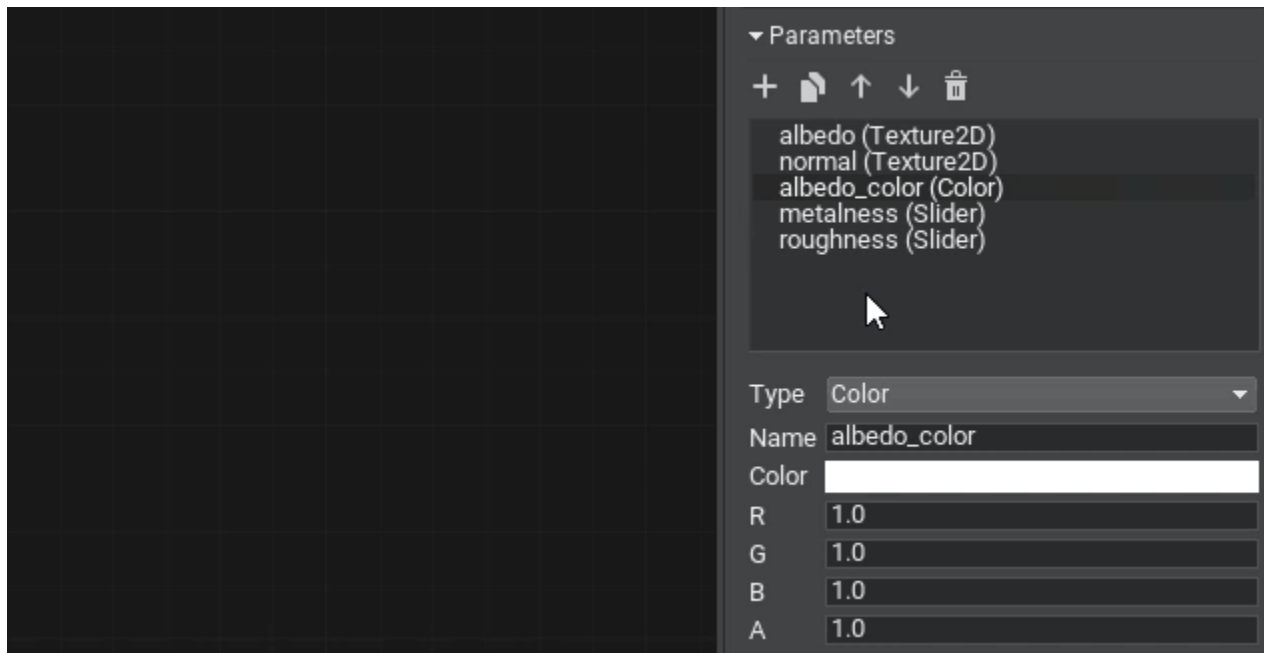 Parameters
albedo (Texture2D)
normal (Texture2D)
albedo_color (Color)
metalness (Slider)
roughness (Slider)
Type Color
Name albedo_color
Color
R 1.0
G 1.0
B 1.0
A 1.0